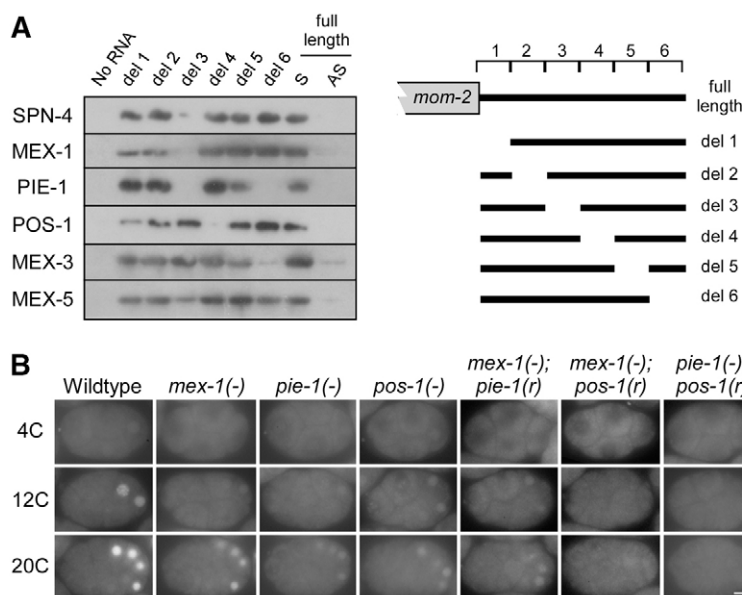 A
No RNA
del 1
del 2
del 3
del 4
del 5
del 6
full
length
S
AS
SPN-4
MEX-1
PIE-1
POS-1
MEX-3
MEX-5
1 2 3 4 5 6
mom-2
full
length
del 1
del 2
del 3
del 4
del 5
del 6
B
Wildtype
mex-1(-)
pie-1(-)
pos-1(-)
mex-1(-);
pie-1(r)
mex-1(-);
pos-1(r)
pie-1(-)
pos-1(r)
4C
12C
20C